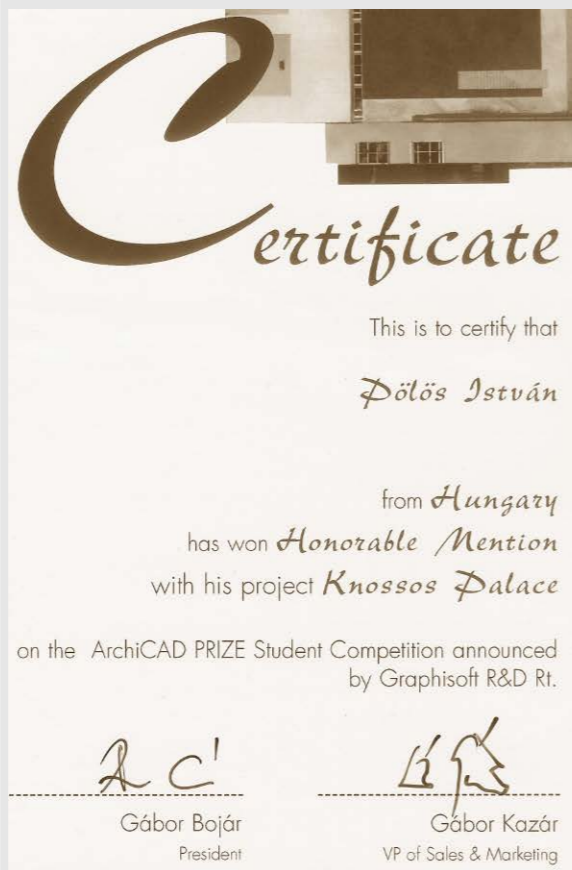 Certificate
This is to certify that
Pölös István
from Hungary
has won Honorable Mention
with his project Knossos Palace
on the ArchiCAD PRIZE Student Competition announced
by Graphisoft R&D Rt.
Gábor Bojár
Gábor Kazár
President
VP of Sales & Marketing